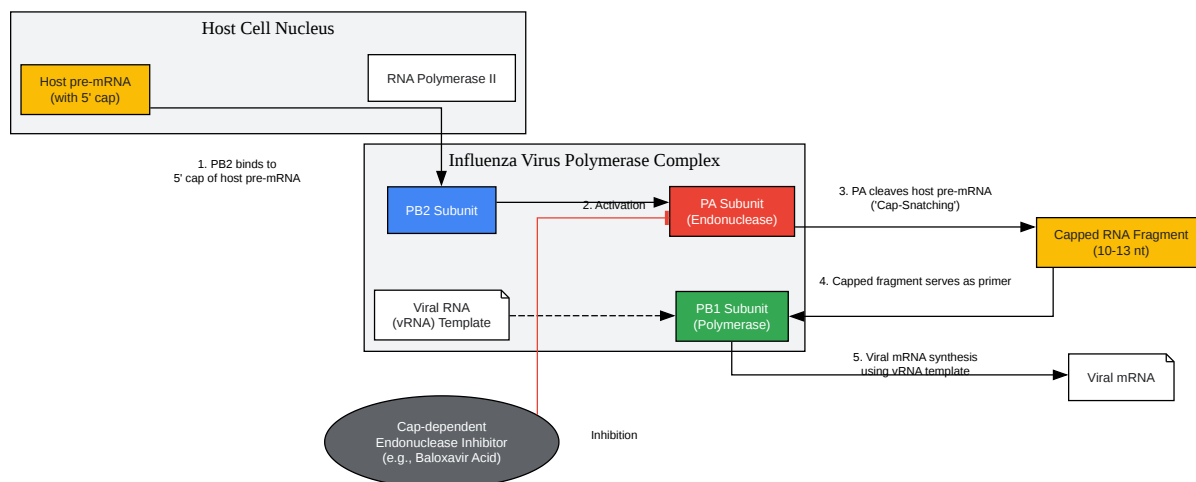 Host Cell Nucleus
Host pre-mRNA
(with 5' cap)
RNA Polymerase II
1. PB2 binds to
5' cap of host pre-mRNA
Influenza Virus Polymerase Complex
PB2 Subunit
2. Activation
PA Subunit
(Endonuclease)
3. PA cleaves host pre-mRNA
('Cap-Snatching')
Capped RNA Fragment
(10-13 nt)
4. Capped fragment serves as primer
Viral RNA
(vRNA) Template
PB1 Subunit
(Polymerase)
5. Viral mRNA synthesis
using vRNA template
Viral mRNA
Cap-dependent
Endonuclease Inhibitor
(e.g., Baloxavir Acid)
Inhibition